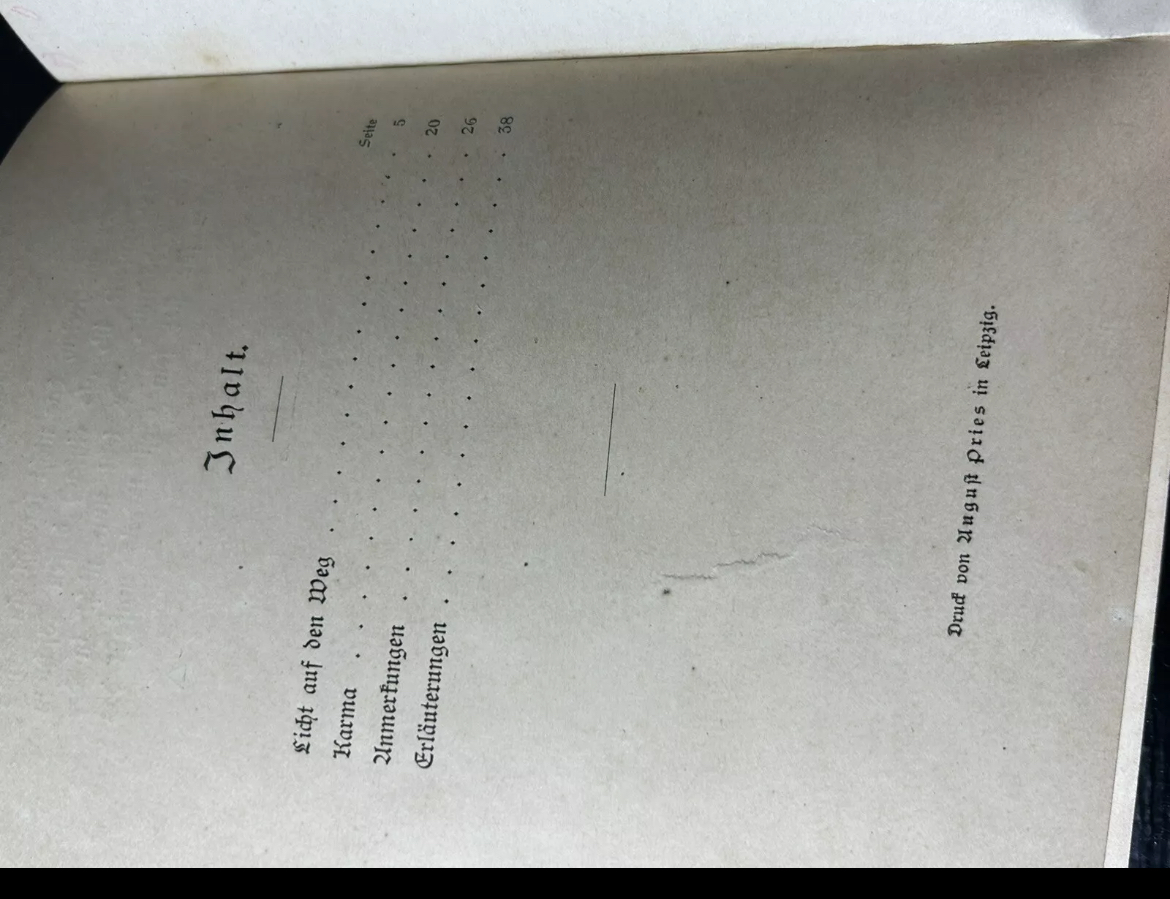 Inhalt.
Seite
Licht auf den Weg . . . . . . . . . . . . . . 5
Karma . . . . . . . . . . . . . . . . . . 20
Anmerkungen . . . . . . . . . . . . . . . . 26
Erläuterungen . . . . . . . . . . . . . . . . 38
Druck von August Pries in Leipzig.